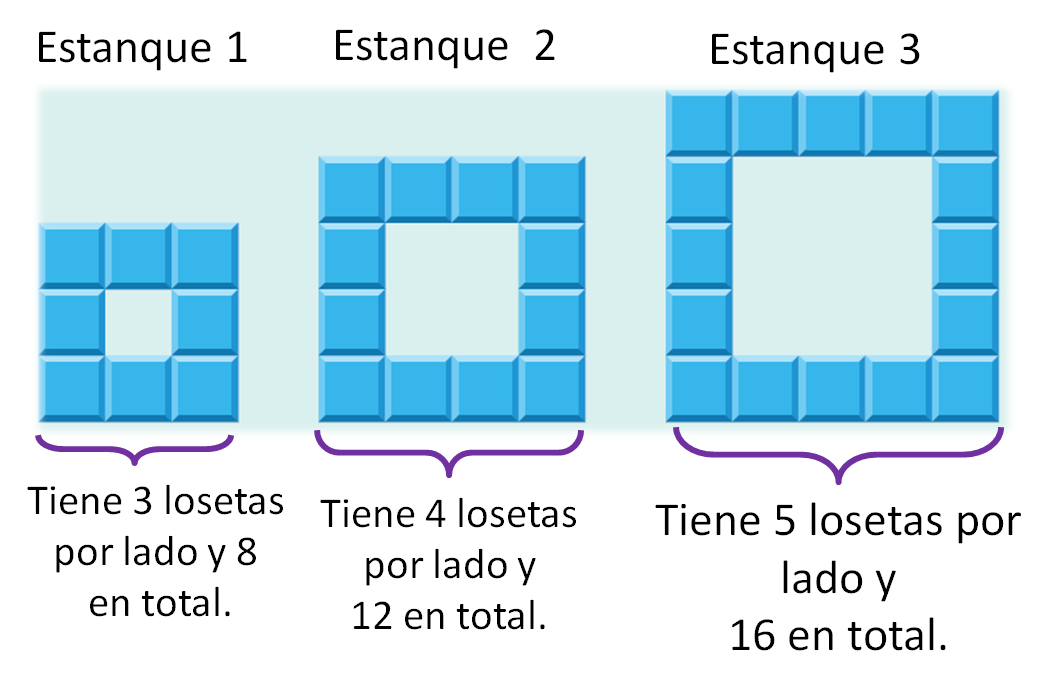 Estanque 1
Estanque 2
Estanque 3
Tiene 3 losetas
por lado y 8
en total.
Tiene 4 losetas
por lado y
12 en total.
Tiene 5 losetas por
lado y
16 en total.